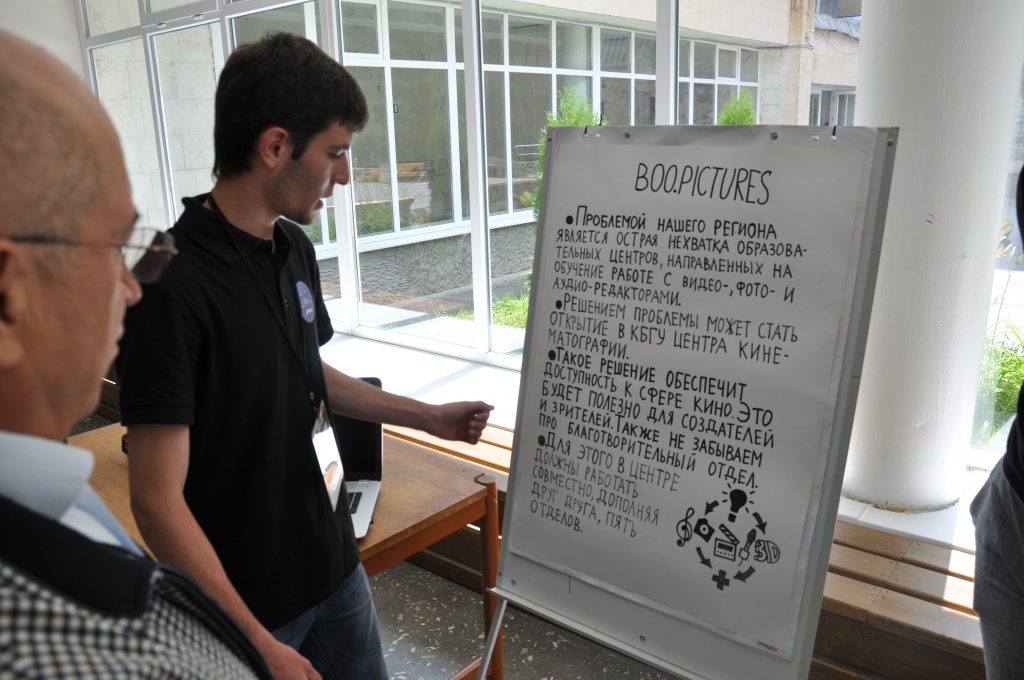 BOO.PICTURES
●ПРОБЛЕМОЙ НАШЕГО РЕГИОНА
ЯВЛЯЕТСЯ ОСТРАЯ НЕХВАТКА ОБРАЗОВА-
ТЕЛЬНЫХ ЦЕНТРОВ, НАПРАВЛЕННЫХ НА
ОБУЧЕНИЕ РАБОТЕ С ВИДЕО-, ФОТО- И
АУДИО-РЕДАКТОРАМИ.
●РЕШЕНИЕМ ПРОБЛЕМЫ МОЖЕТ СТАТЬ
ОТКРЫТИЕ В КБГУ ЦЕНТРА КИНЕ-
МАТОГРАФИИ.
●ТАКОЕ РЕШЕНИЕ ОБЕСПЕЧИТ
ДОСТУПНОСТЬ К СФЕРЕ КИНО. ЭТО
БУДЕТ ПОЛЕЗНО ДЛЯ СОЗДАТЕЛЕЙ
И ЗРИТЕЛЕЙ. ТАКЖЕ НЕ ЗАБЫВАЕМ
ПРО БЛАГОТВОРИТЕЛЬНЫЙ ОТДЕЛ.
●ДЛЯ ЭТОГО В ЦЕНТРЕ
ДОЛЖНЫ РАБОТАТЬ
СОВМЕСТНО, ДОПОЛНЯЯ
ДРУГ ДРУГА, ПЯТЬ
ОТДЕЛОВ.
3D